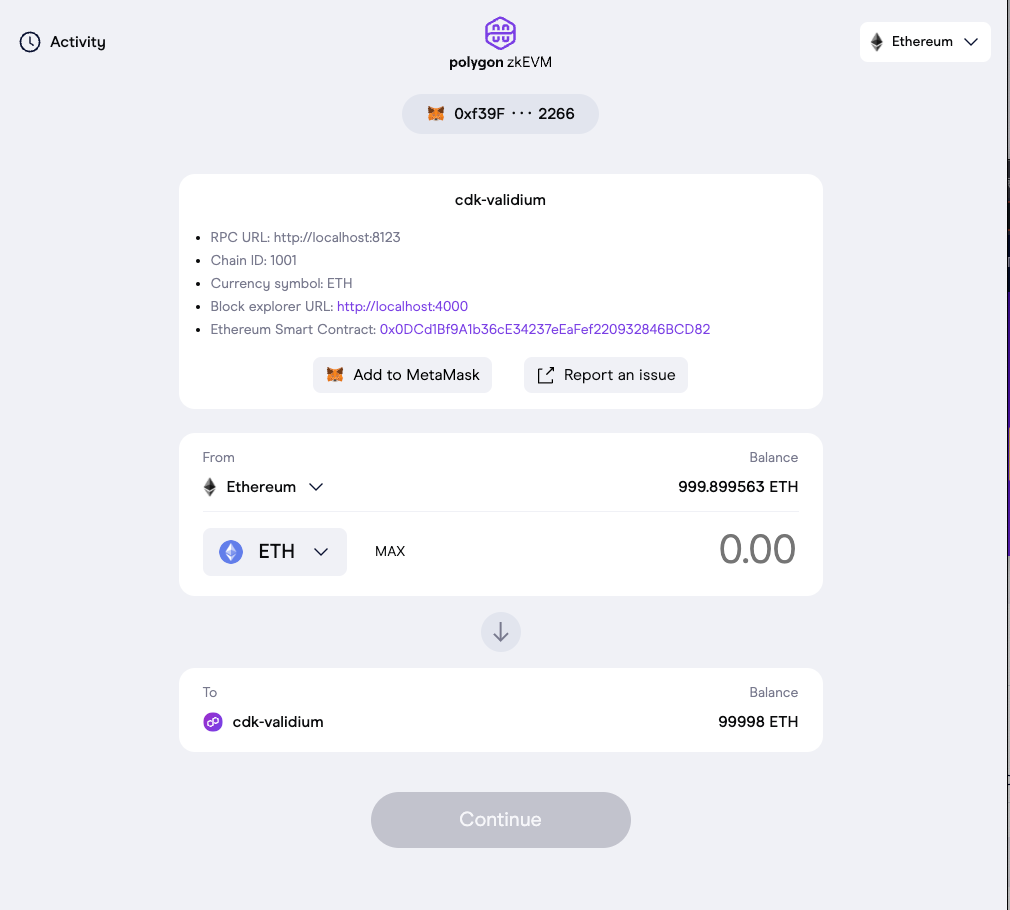 Activity
polygon zkEVM
Ethereum
0xf39F ··· 2266
cdk-validium
RPC URL: http://localhost:8123
Chain ID: 1001
Currency symbol: ETH
Block explorer URL: http://localhost:4000
Ethereum Smart Contract: 0x0DCd1Bf9A1b36cE34237eEaFef220932846BCD82
Add to MetaMask
Report an issue
From
Balance
Ethereum
999.899563 ETH
ETH
MAX
0.00
To
Balance
cdk-validium
99998 ETH
Continue